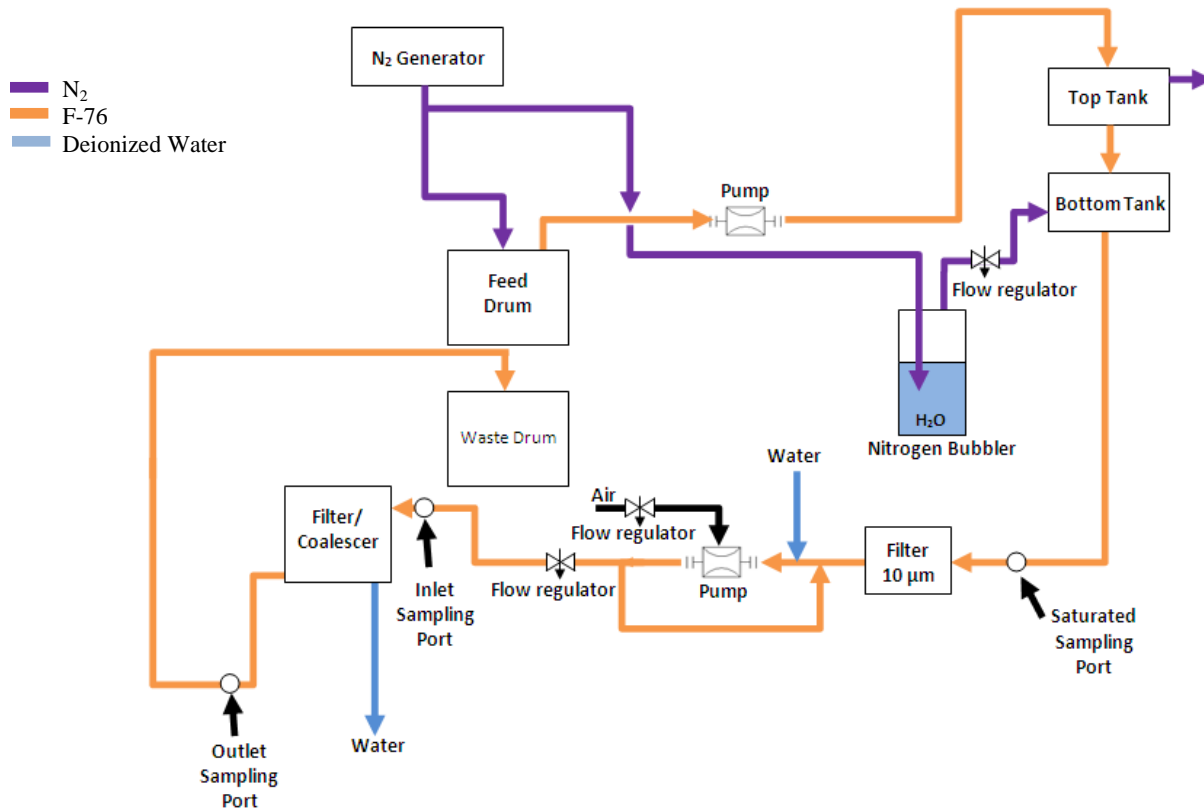 N₂ Generator
N₂
F-76
Deionized Water
Top Tank
Pump
Bottom Tank
Feed
Drum
Flow regulator
H₂O
Nitrogen Bubbler
Waste Drum
Water
Air
Flow regulator
Filter/
Coalescer
Filter
10 µm
Flow regulator
Pump
Inlet
Sampling
Port
Saturated
Sampling
Port
Water
Outlet
Sampling
Port